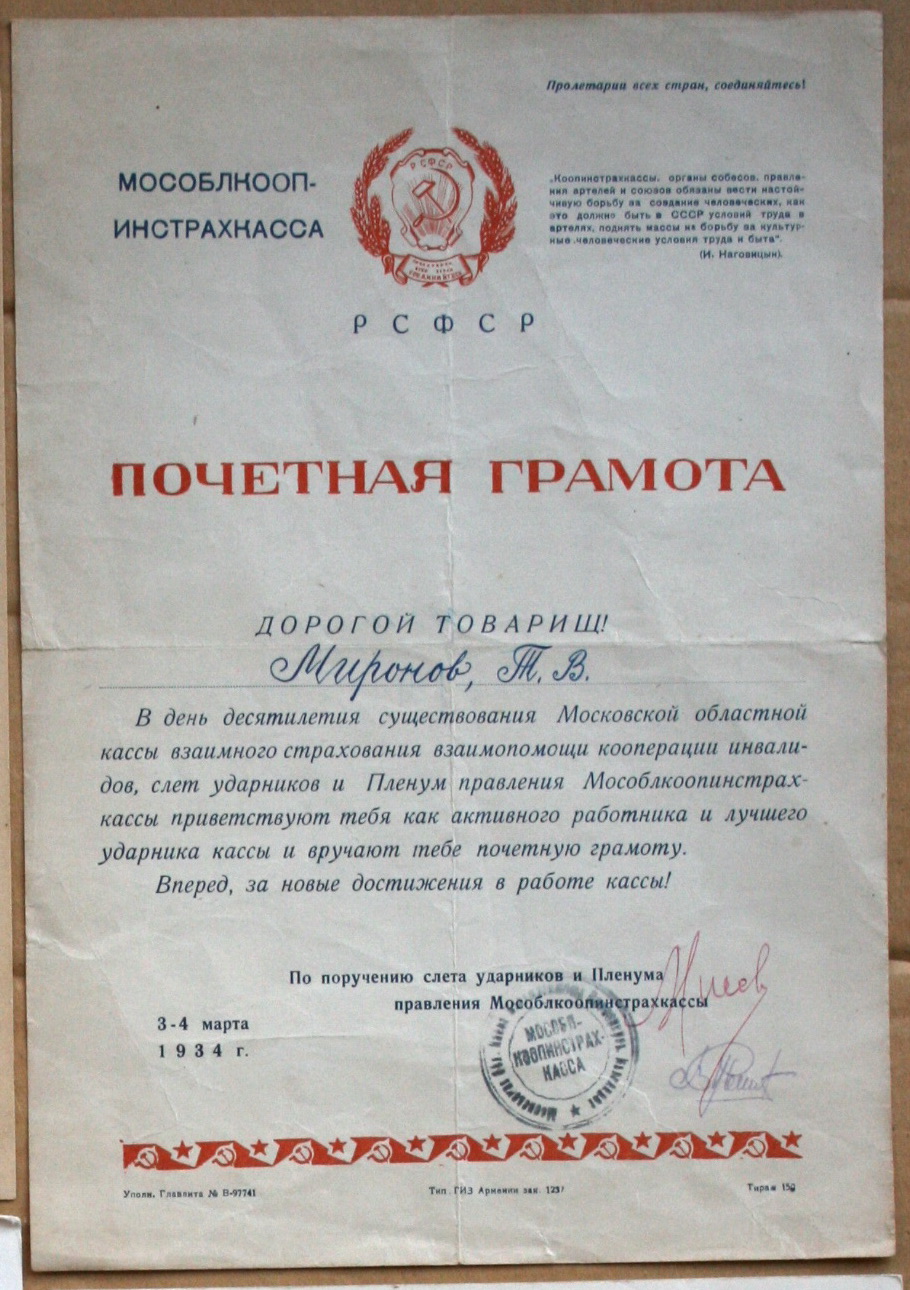 Пролетарии всех стран, соединяйтесь!
МОСОБЛКООП-
ИНСТРАХКАССА
РСФСР
„Коопинстрахкассы, органы собесов, правле-
ния артелей и союзов обязаны вести настой-
чивую борьбу за создание человеческих, как
это должно быть в СССР условий труда в
артелях, поднять массы на борьбу за культур-
ные человеческие условия труда и быта".
(И. Наговицын).
РСФСР
ПОЧЕТНАЯ ГРАМОТА
ДОРОГОЙ ТОВАРИЩ!
Миронов, Т. В.
В день десятилетия существования Московской областной
кассы взаимного страхования взаимопомощи кооперации инвали-
дов, слет ударников и Пленум правления Мособлкоопинстрах-
кассы приветствуют тебя как активного работника и лучшего
ударника кассы и вручают тебе почетную грамоту.
Вперед, за новые достижения в работе кассы!
По поручению слета ударников и Пленума
правления Мособлкоопинстрахкассы
3-4 марта
1934 г.
МОСОБЛ-
КООПИНСТРАХ-
КАССА
Уполн. Главлита № В-97741
Тип. ГИЗ Армении зак. 1237
Тираж 150